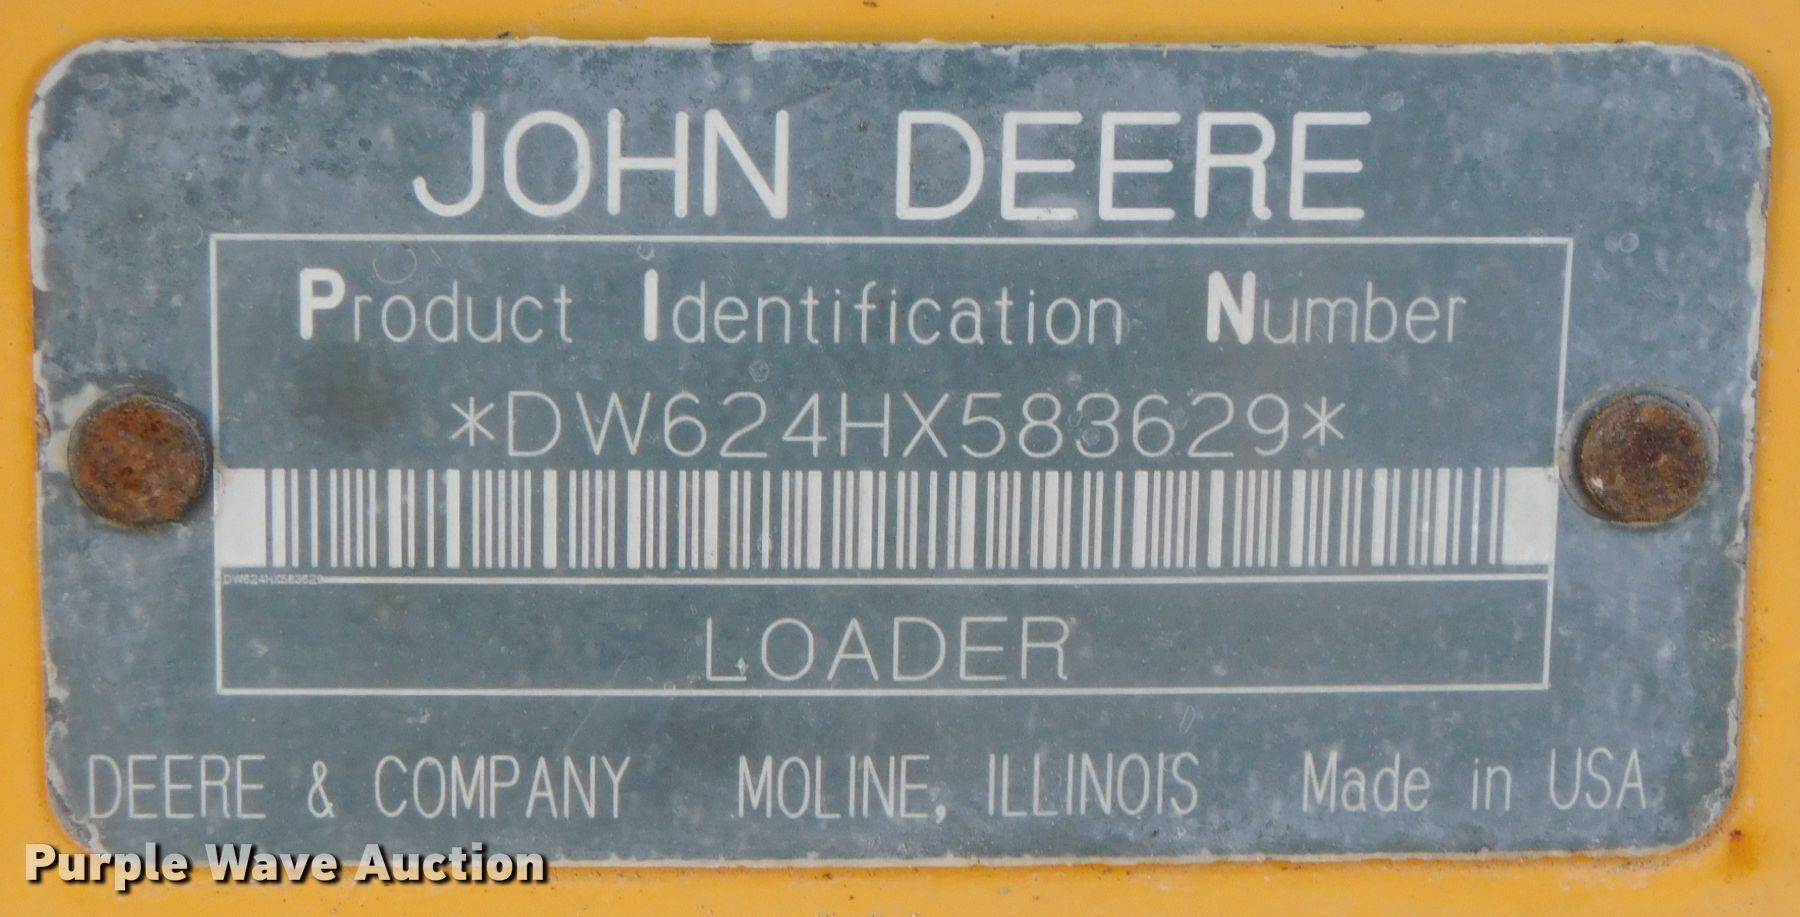 JOHN DEERE
Product Identification Number
*DW624HX583629*
DW624HX583629
LOADER
DEERE & COMPANY MOLINE, ILLINOIS Made in USA
Purple Wave Auction